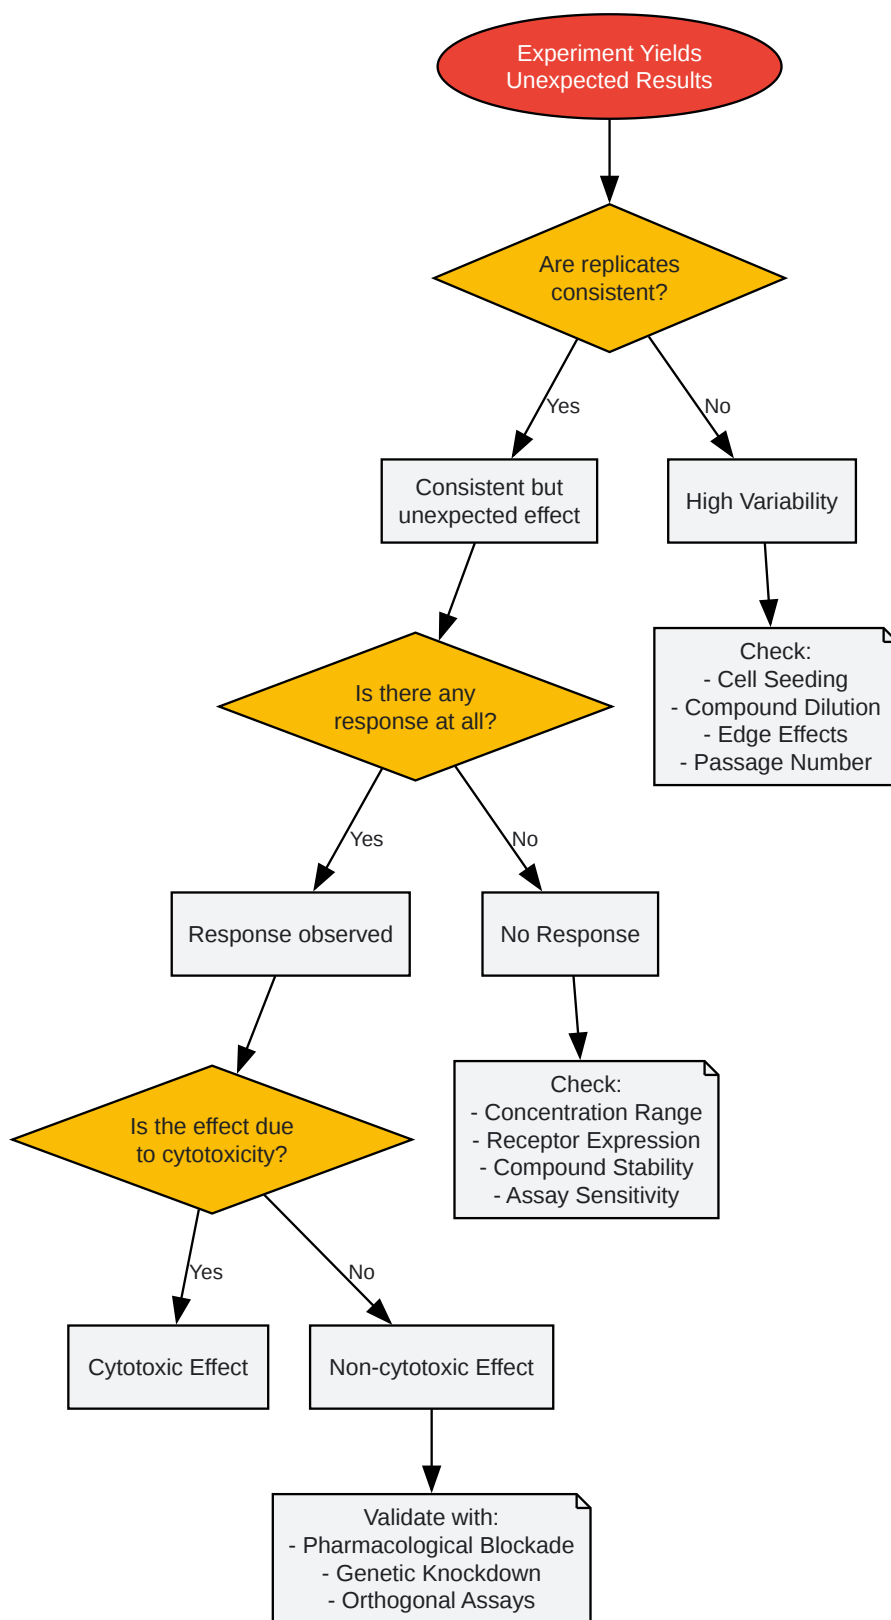 Experiment Yields
Unexpected Results
Are replicates
consistent?
Yes
No
Consistent but
unexpected effect
High Variability
Check:
- Cell Seeding
- Compound Dilution
- Edge Effects
- Passage Number
Is there any
response at all?
Yes
No
Response observed
No Response
Check:
- Concentration Range
- Receptor Expression
- Compound Stability
- Assay Sensitivity
Is the effect due
to cytotoxicity?
Yes
No
Cytotoxic Effect
Non-cytotoxic Effect
Validate with:
- Pharmacological Blockade
- Genetic Knockdown
- Orthogonal Assays